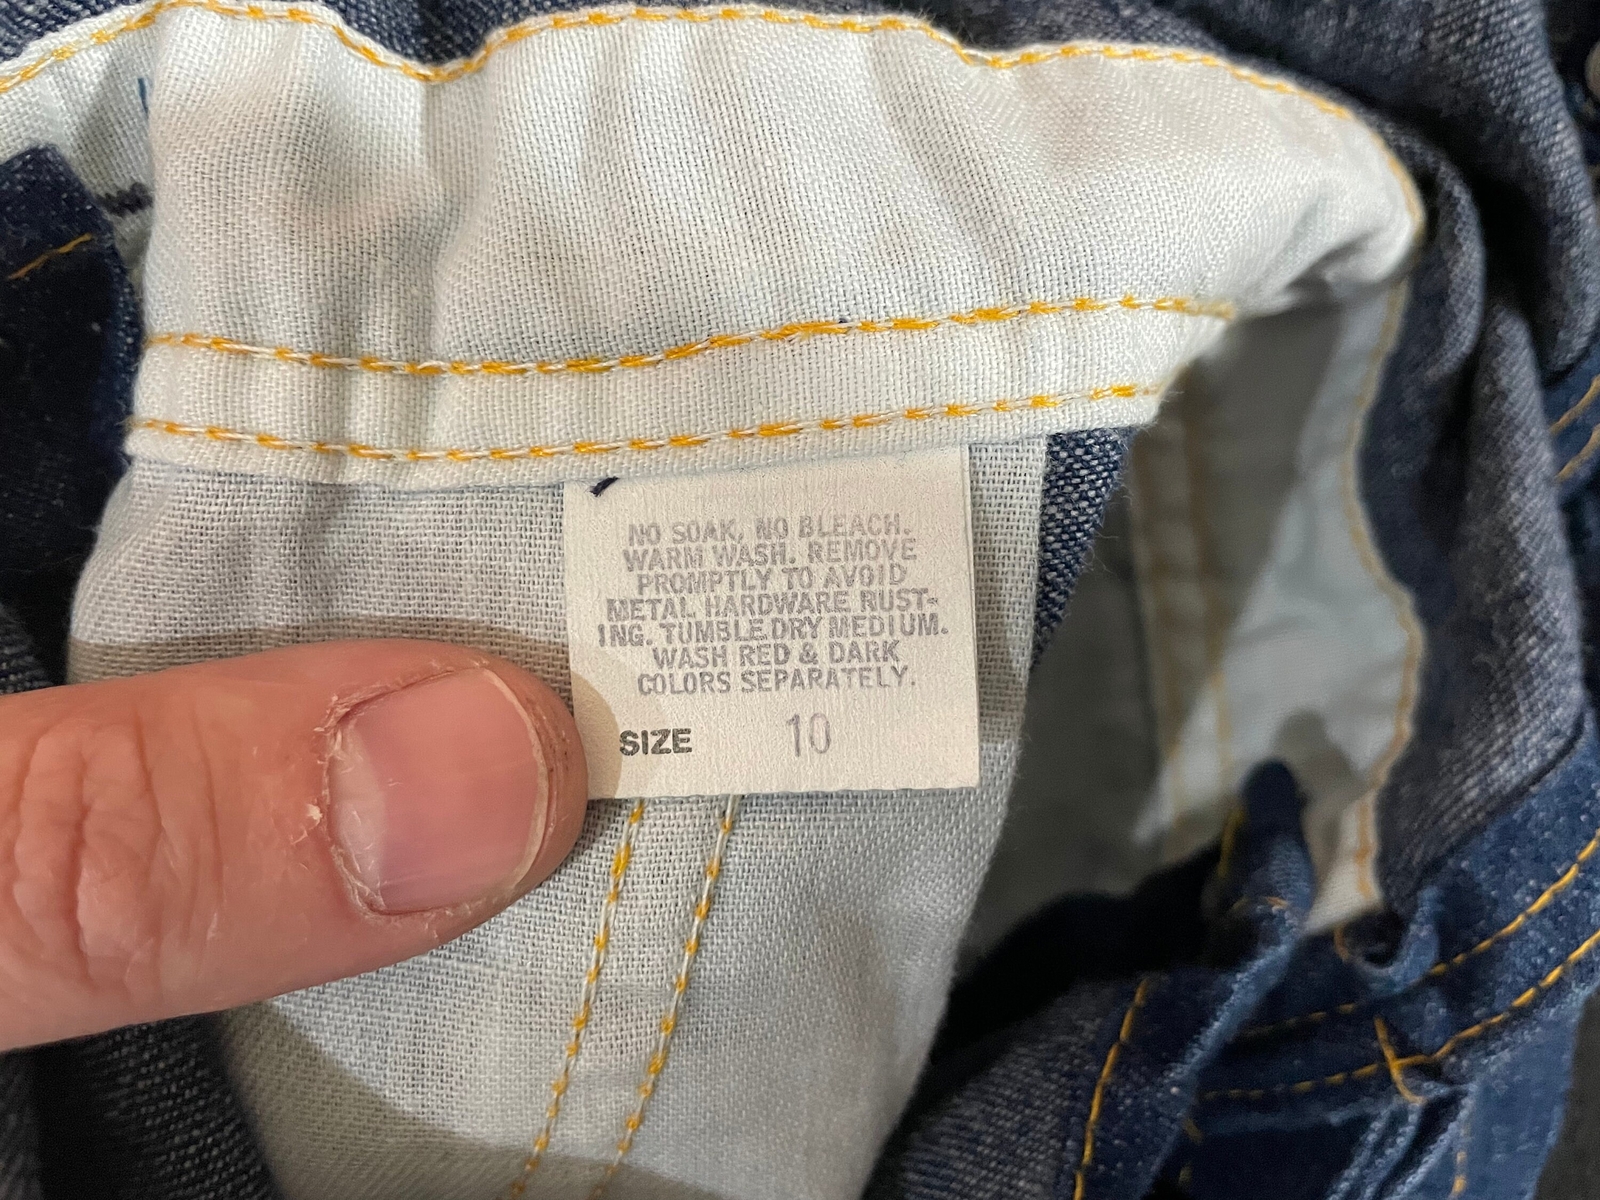 NO SOAK, NO BLEACH.
WARM WASH. REMOVE
PROMPTLY TO AVOID
METAL HARDWARE RUST-
ING. TUMBLE DRY MEDIUM.
WASH RED & DARK
COLORS SEPARATELY.
SIZE 10